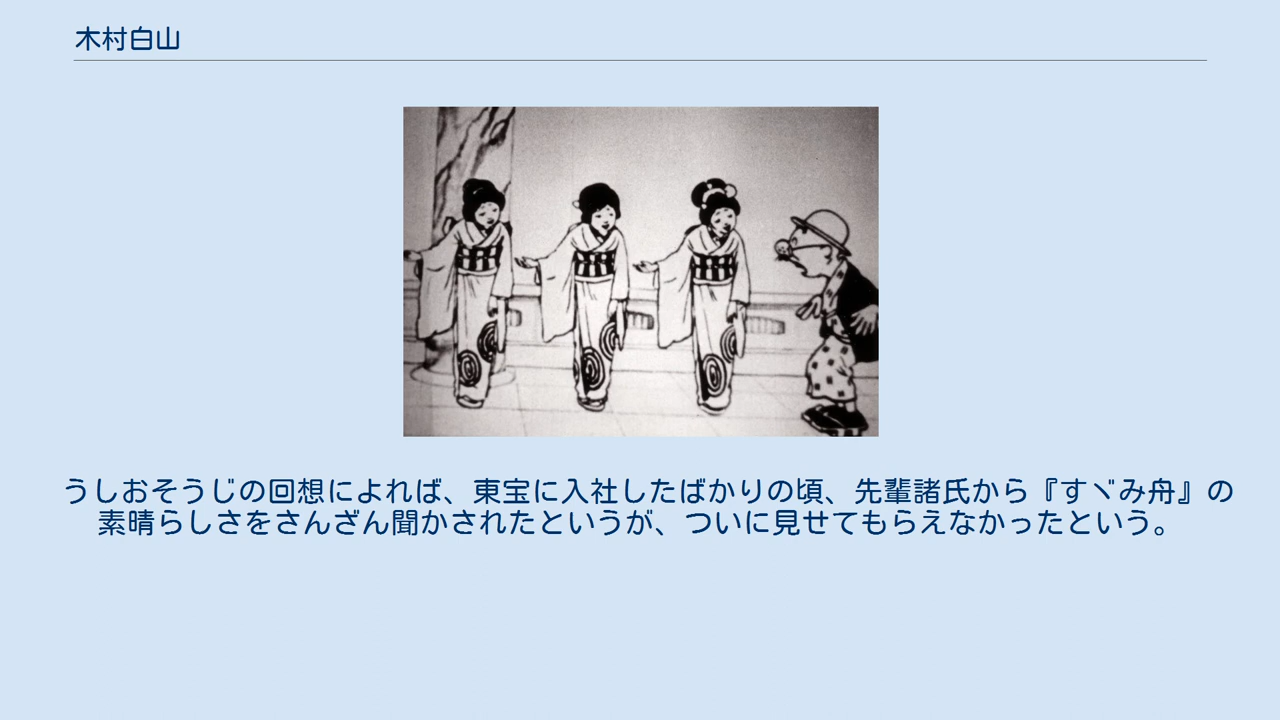 木村白山
うしおそうじの回想によれば、東宝に入社したばかりの頃、先輩諸氏から『すヾみ舟』の
素晴らしさをさんざん聞かされたというが、ついに見せてもらえなかったという。